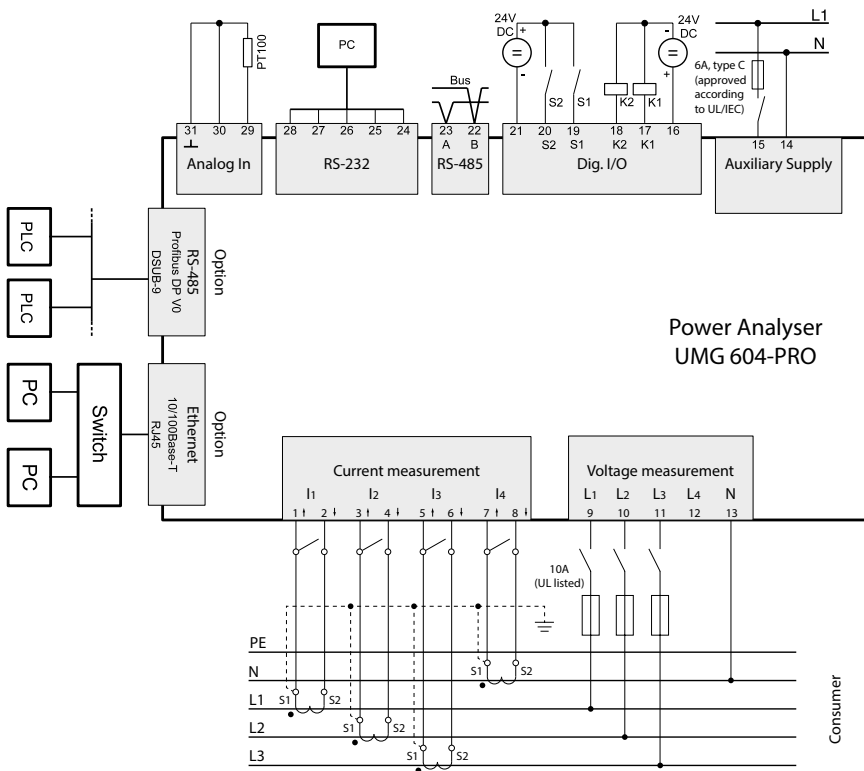 24V
DC
+
=
-
24V
DC
-
=
+
L1
N
PT100
PC
Bus
S2
S1
K2
K1
6A, type C
(approved
according
to UL/IEC)
31
30
29
28
27
26
25
24
23
22
21
20
19
18
17
16
15
14
A
B
S2
S1
K2
K1
Analog In
RS-232
RS-485
Dig. I/O
Auxiliary Supply
PLC
PLC
RS-485
Profibus DP V0
DSUB-9
Option
Power Analyser
UMG 604-PRO
PC
PC
Switch
Ethernet
10/100Base-T
RJ45
Option
Current measurement
Voltage measurement
I1
I2
I3
I4
L1
L2
L3
L4
N
1
2
3
4
5
6
7
8
9
10
11
12
13
10A
(UL listed)
PE
N
S1
S2
L1
S1
S2
L2
S1
S2
L3
S1
S2
Consumer